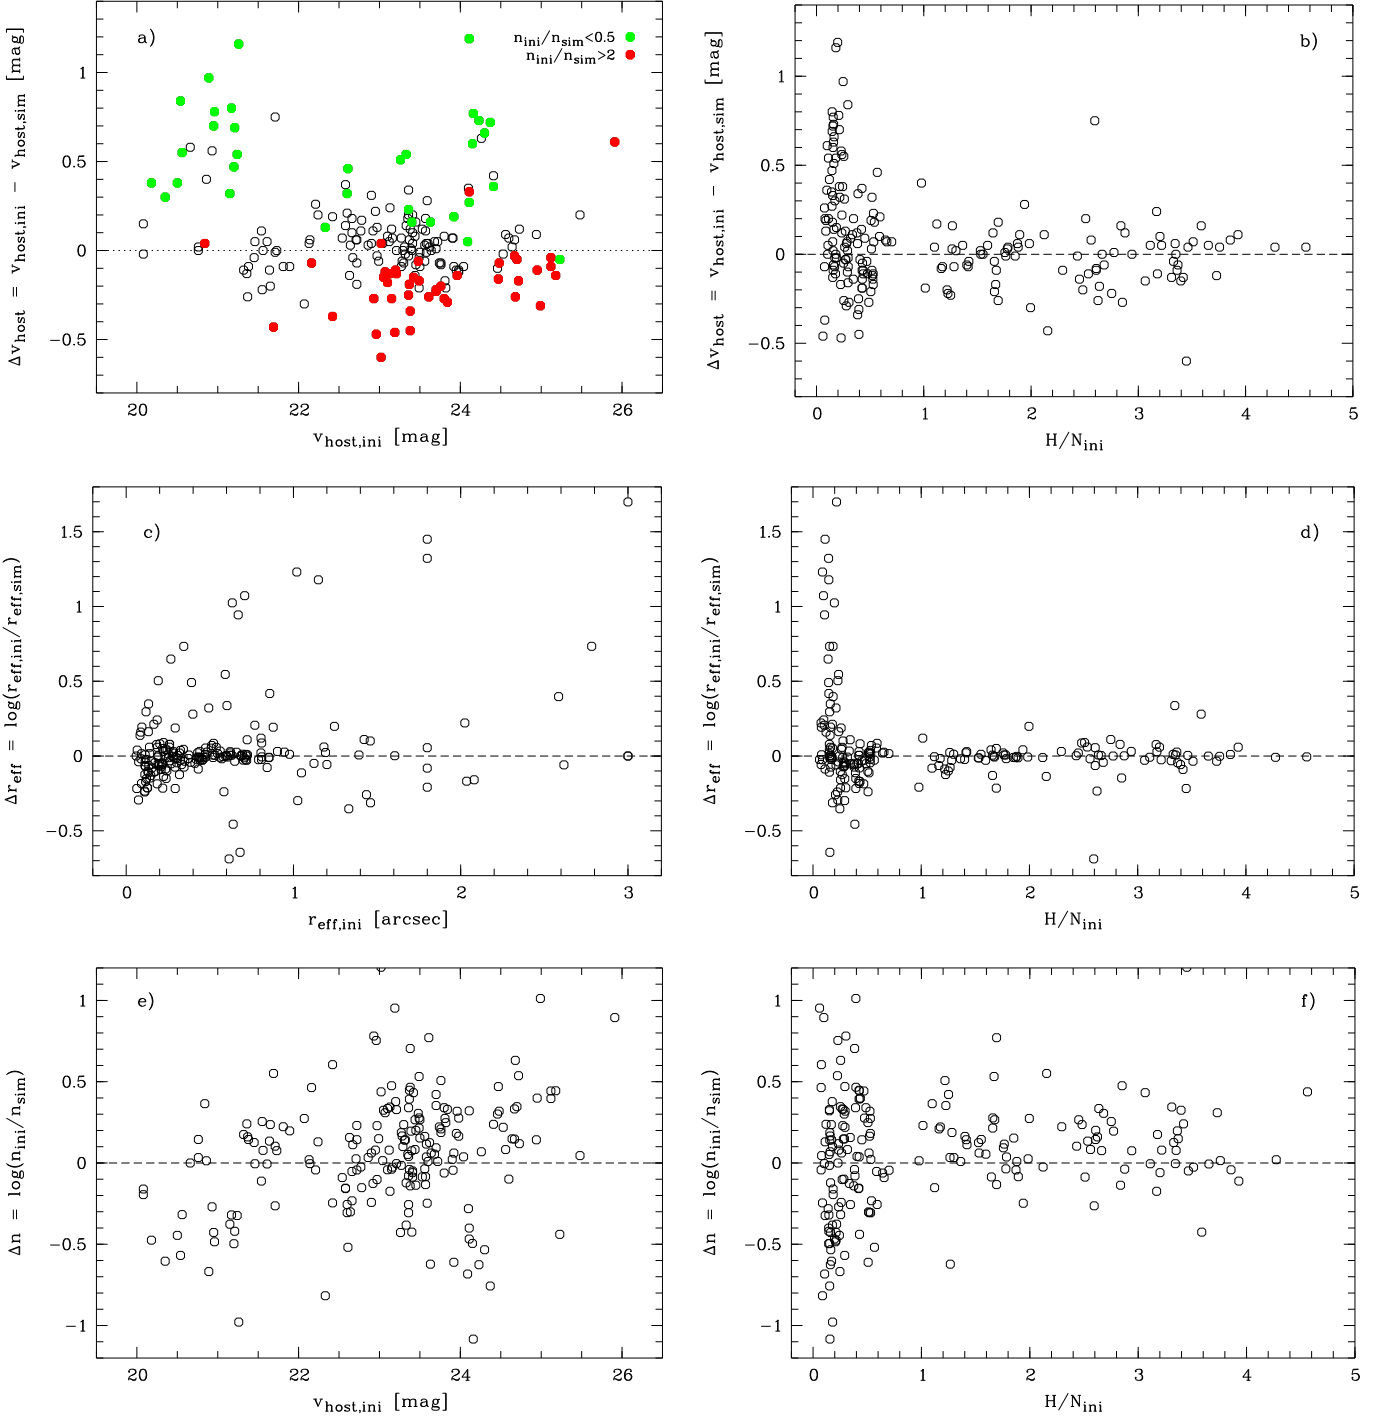 a)
n_ini/n_sim<0.5
n_ini/n_sim>2
Δv_host = v_host,ini − v_host,sim [mag]
1
0.5
0
−0.5
20 22 24 26
v_host,ini [mag]
b)
Δv_host = v_host,ini − v_host,sim [mag]
1
0.5
0
−0.5
0 1 2 3 4 5
H/N_ini
c)
Δr_eff = log(r_eff,ini/r_eff,sim)
1.5
1
0.5
0
−0.5
0 1 2 3
r_eff,ini [arcsec]
d)
Δr_eff = log(r_eff,ini/r_eff,sim)
1.5
1
0.5
0
−0.5
0 1 2 3 4 5
H/N_ini
e)
Δn = log(n_ini/n_sim)
1
0.5
0
−0.5
−1
20 22 24 26
v_host,ini [mag]
f)
Δn = log(n_ini/n_sim)
1
0.5
0
−0.5
−1
0 1 2 3 4 5
H/N_ini